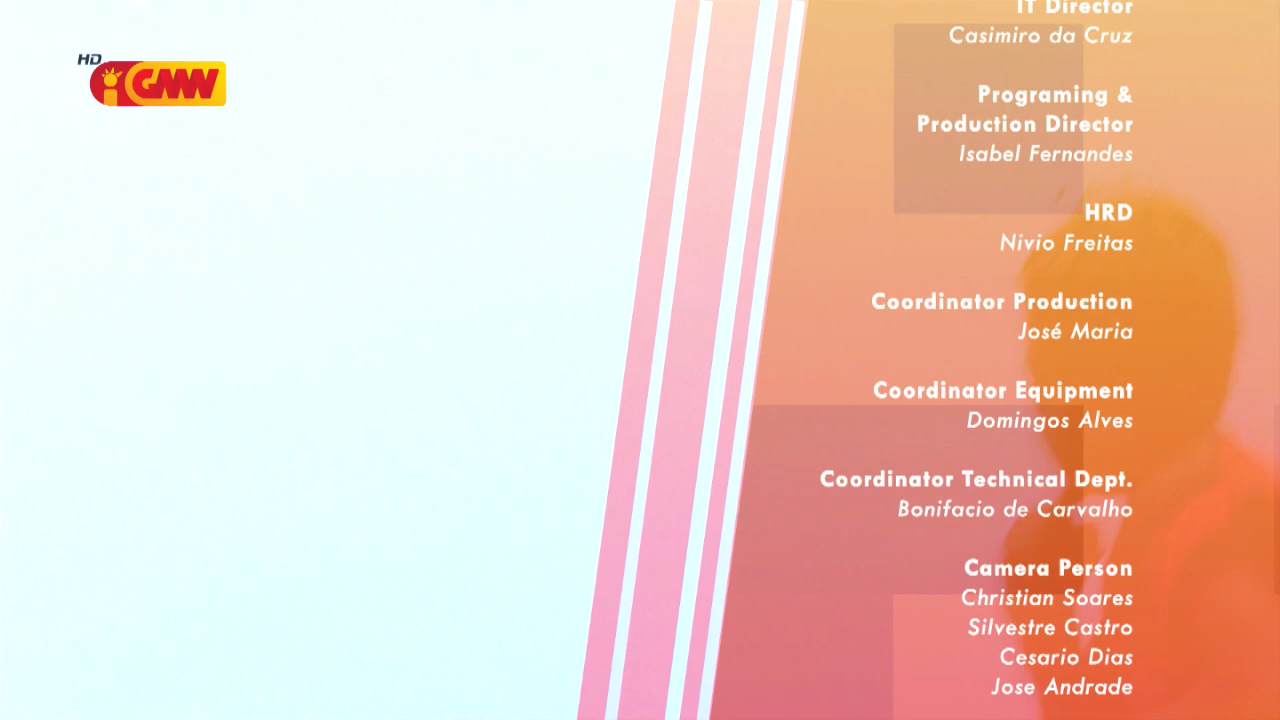 HD
GMN
IT Director
Casimiro da Cruz
Programing &
Production Director
Isabel Fernandes
HRD
Nivio Freitas
Coordinator Production
José Maria
Coordinator Equipment
Domingos Alves
Coordinator Technical Dept.
Bonifacio de Carvalho
Camera Person
Christian Soares
Silvestre Castro
Cesario Dias
Jose Andrade